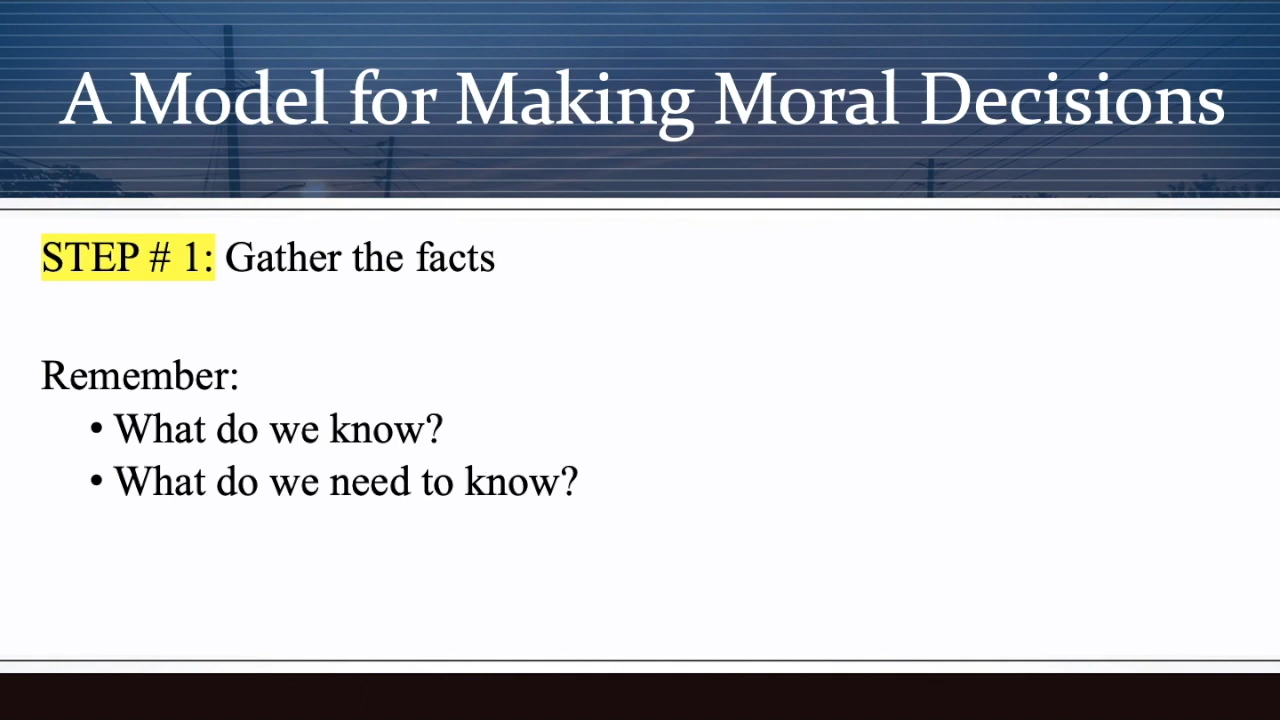 A Model for Making Moral Decisions
STEP # 1: Gather the facts
Remember:
• What do we know?
• What do we need to know?